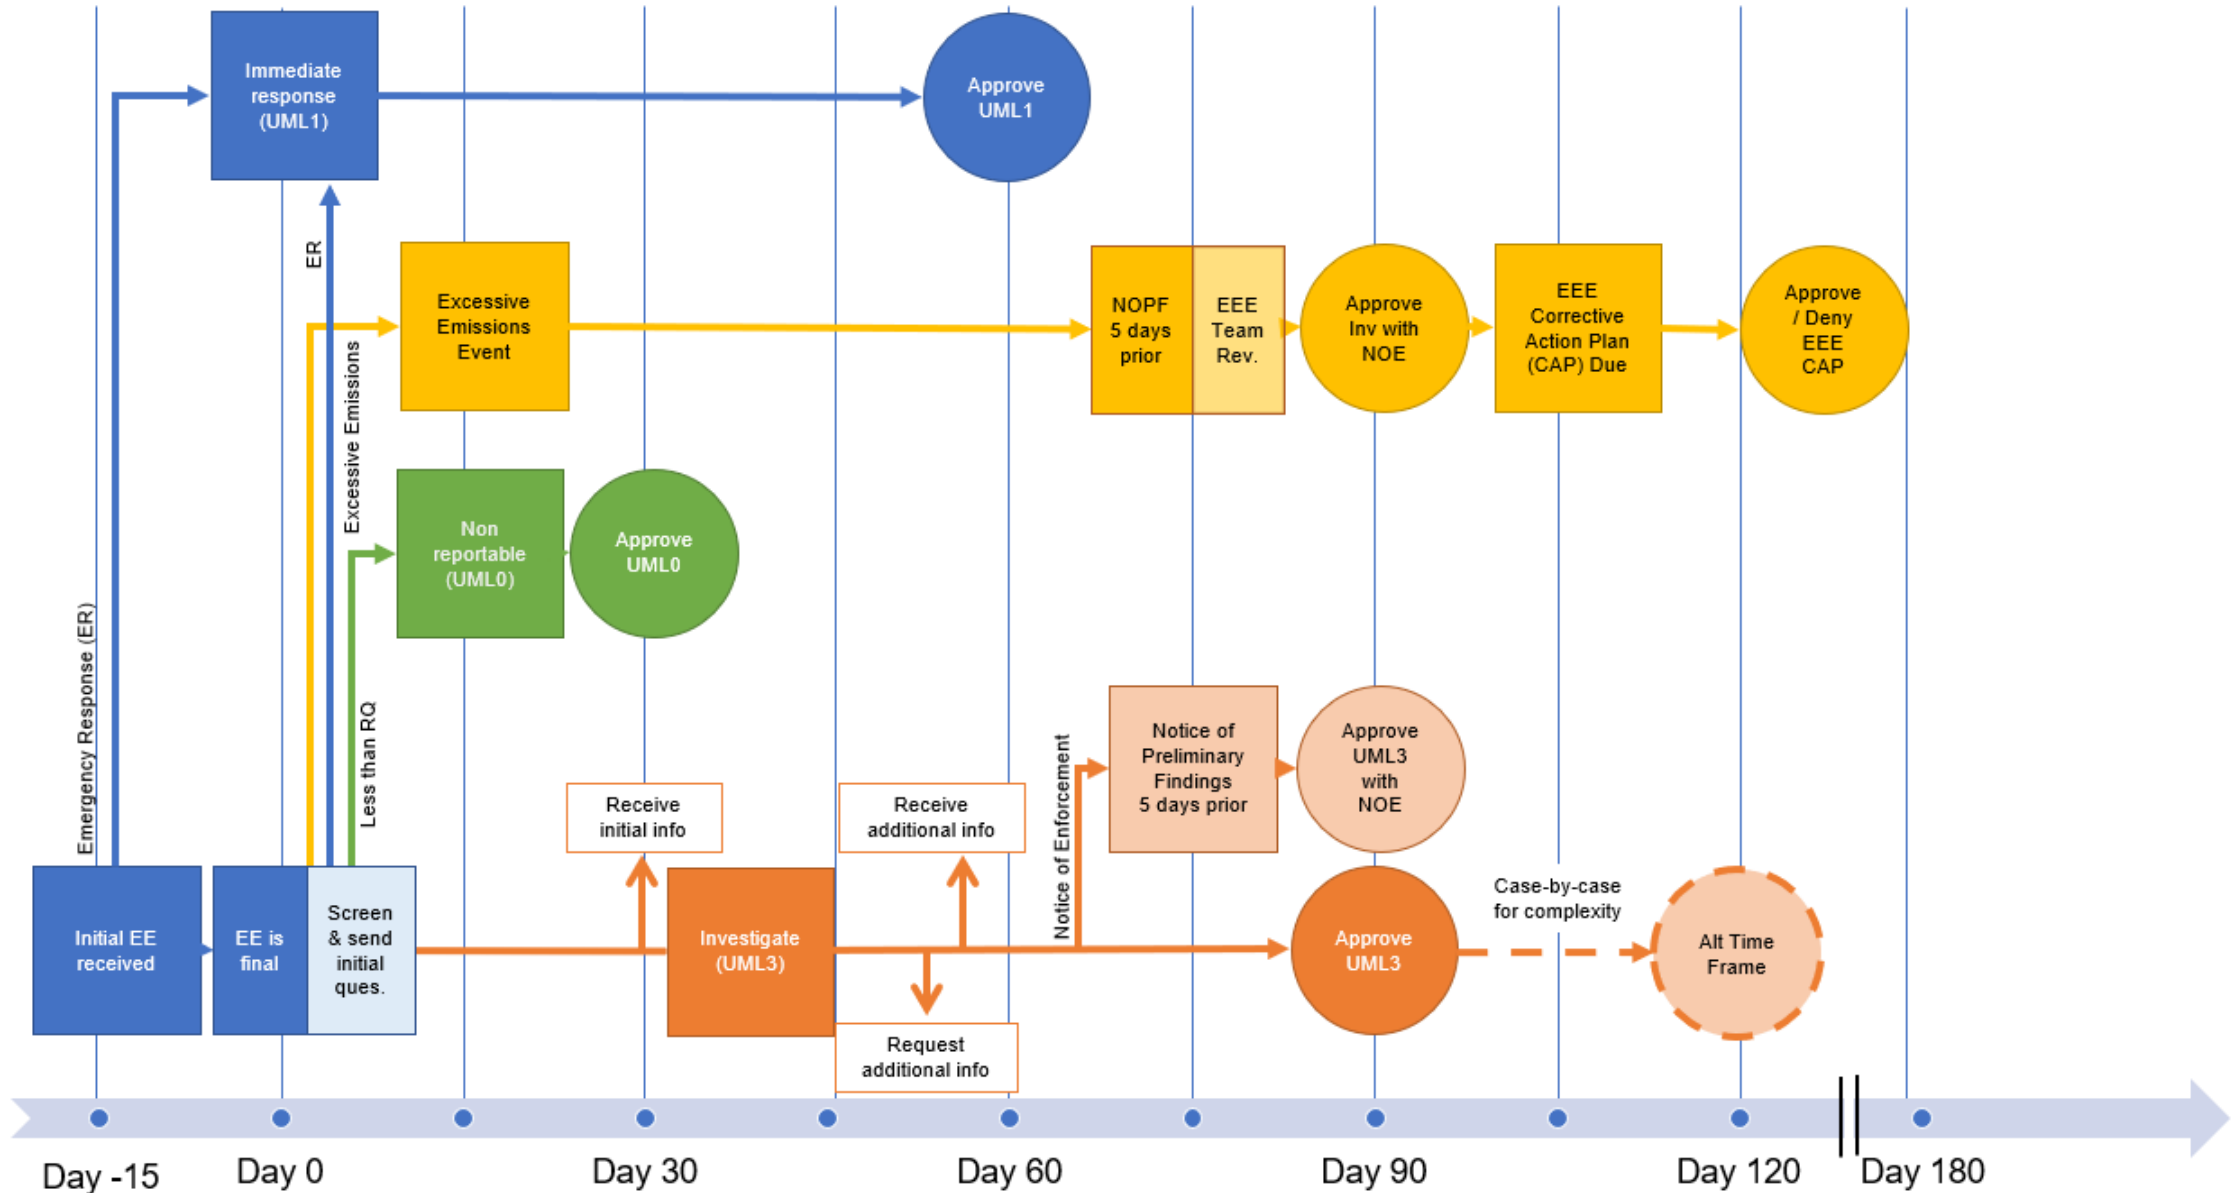 Immediate
response
(UML1)
Approve
UML1
ER
Excessive
Emissions
Event
NOPF
5 days
prior
EEE
Team
Rev.
Approve
Inv with
NOE
EEE
Corrective
Action Plan
(CAP) Due
Approve
/ Deny
EEE
CAP
Excessive Emissions
Non
reportable
(UML0)
Approve
UML0
Emergency Response (ER)
Less than RQ
Receive
initial info
Receive
additional info
Notice of Enforcement
Notice of
Preliminary
Findings
5 days prior
Approve
UML3
with
NOE
Initial EE
received
EE is
final
Screen
& send
initial
ques.
Investigate
(UML3)
Request
additional info
Approve
UML3
Case-by-case
for complexity
Alt Time
Frame
Day -15
Day 0
Day 30
Day 60
Day 90
Day 120
Day 180